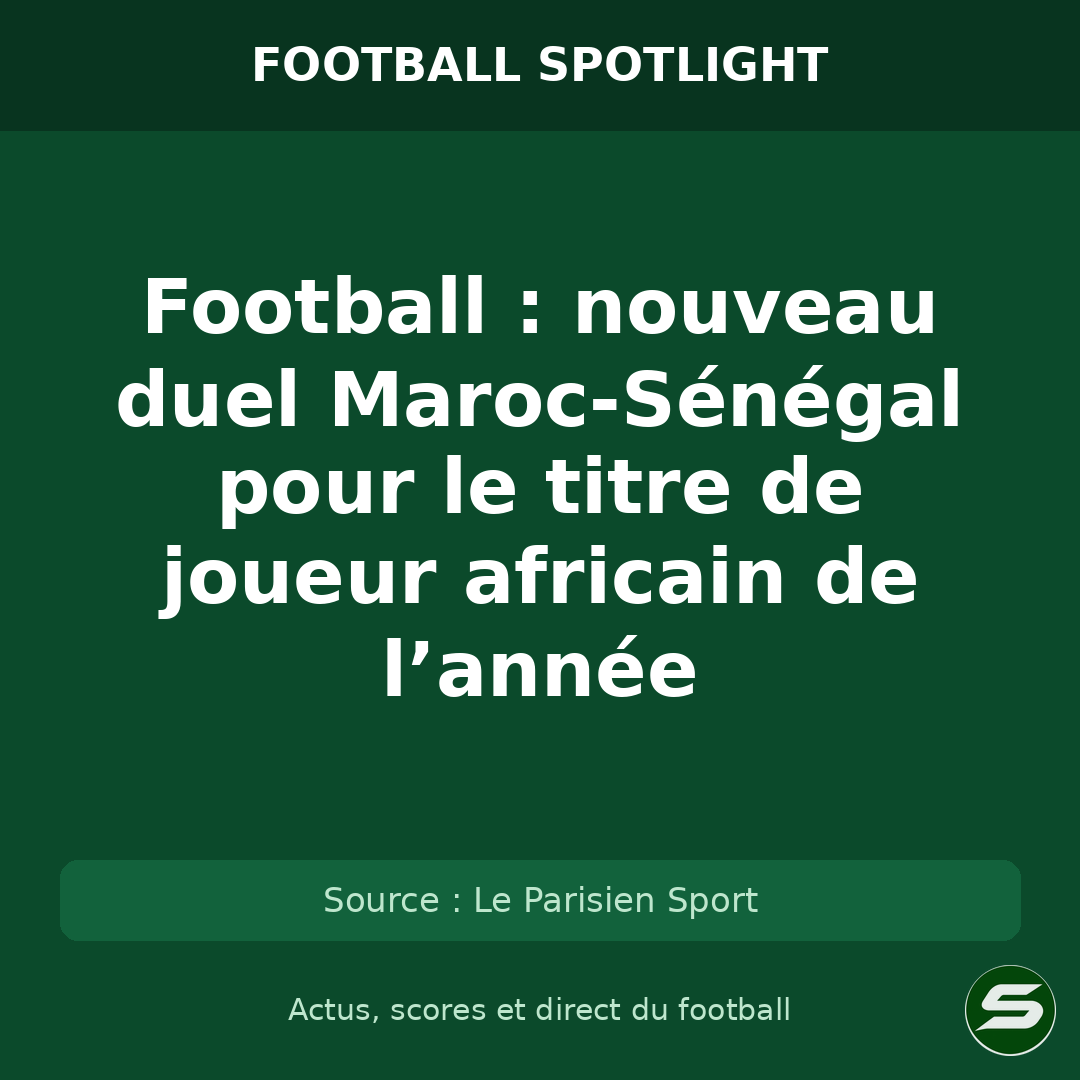 FOOTBALL SPOTLIGHT
Football : nouveau
duel Maroc-Sénégal
pour le titre de
joueur africain de
l’année
Source : Le Parisien Sport
Actus, scores et direct du football